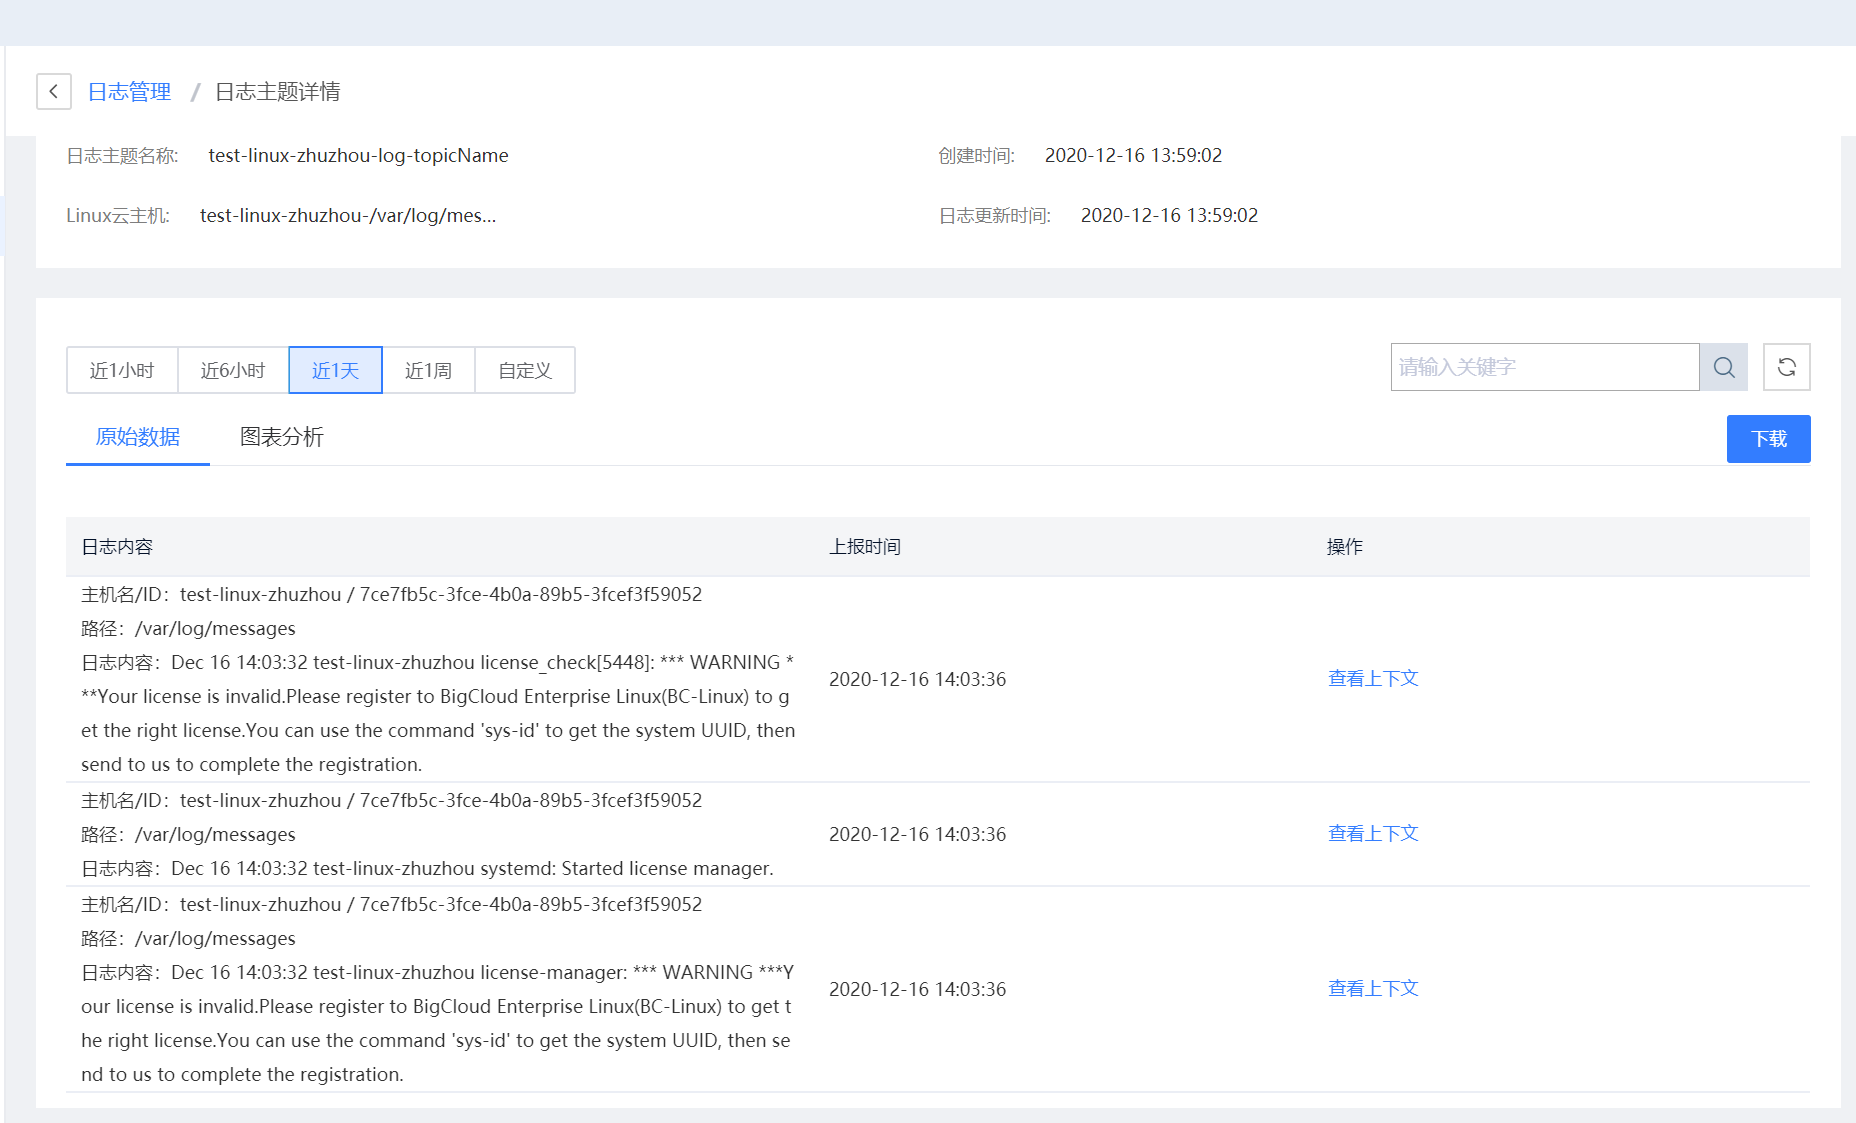 日志管理 / 日志主题详情
日志主题名称: test-linux-zhuzhou-log-topicName
创建时间: 2020-12-16 13:59:02
Linux云主机: test-linux-zhuzhou-/var/log/mes...
日志更新时间: 2020-12-16 13:59:02
近1小时 近6小时 近1天 近1周 自定义
请输入关键字
原始数据 图表分析
下载
日志内容 上报时间 操作
主机名/ID：test-linux-zhuzhou / 7ce7fb5c-3fce-4b0a-89b5-3fcef3f59052
路径：/var/log/messages
日志内容：Dec 16 14:03:32 test-linux-zhuzhou license_check[5448]: *** WARNING *
**Your license is invalid.Please register to BigCloud Enterprise Linux(BC-Linux) to g
et the right license.You can use the command 'sys-id' to get the system UUID, then
send to us to complete the registration.
2020-12-16 14:03:36
查看上下文
主机名/ID：test-linux-zhuzhou / 7ce7fb5c-3fce-4b0a-89b5-3fcef3f59052
路径：/var/log/messages
日志内容：Dec 16 14:03:32 test-linux-zhuzhou systemd: Started license manager.
2020-12-16 14:03:36
查看上下文
主机名/ID：test-linux-zhuzhou / 7ce7fb5c-3fce-4b0a-89b5-3fcef3f59052
路径：/var/log/messages
日志内容：Dec 16 14:03:32 test-linux-zhuzhou license-manager: *** WARNING ***Y
our license is invalid.Please register to BigCloud Enterprise Linux(BC-Linux) to get t
he right license.You can use the command 'sys-id' to get the system UUID, then se
nd to us to complete the registration.
2020-12-16 14:03:36
查看上下文